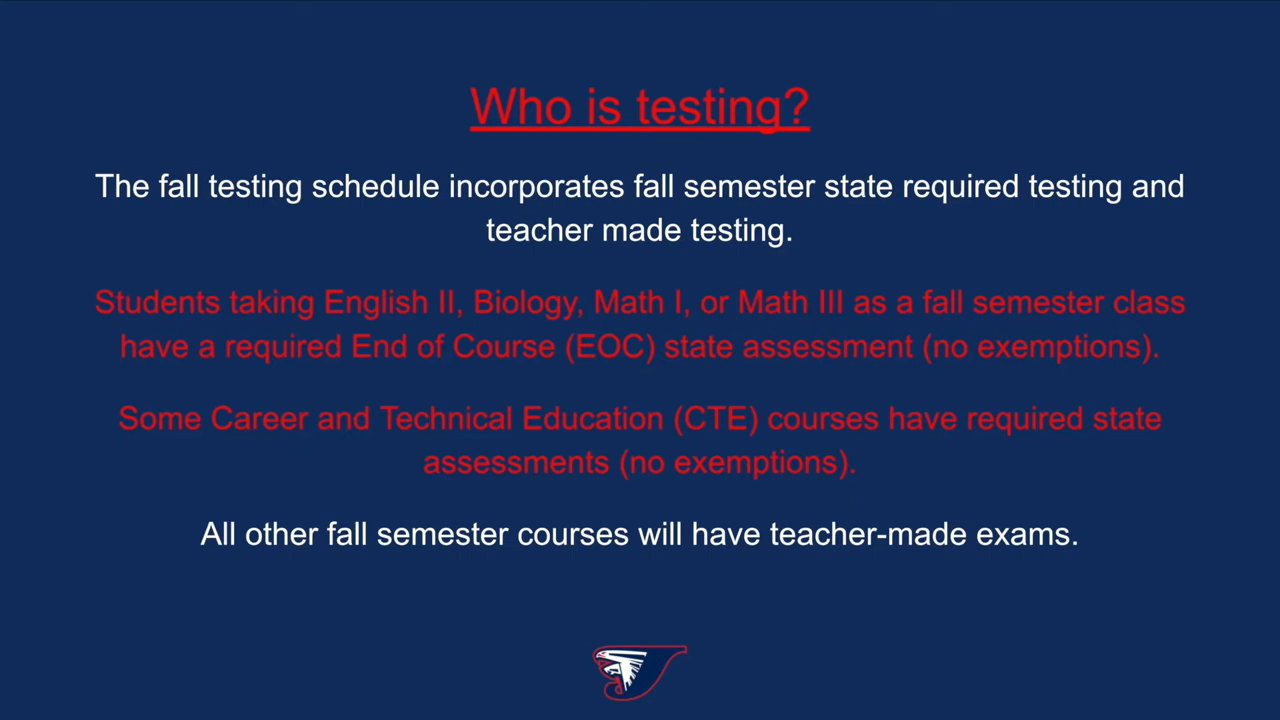 Who is testing?
The fall testing schedule incorporates fall semester state required testing and
teacher made testing.
Students taking English II, Biology, Math I, or Math III as a fall semester class
have a required End of Course (EOC) state assessment (no exemptions).
Some Career and Technical Education (CTE) courses have required state
assessments (no exemptions).
All other fall semester courses will have teacher-made exams.